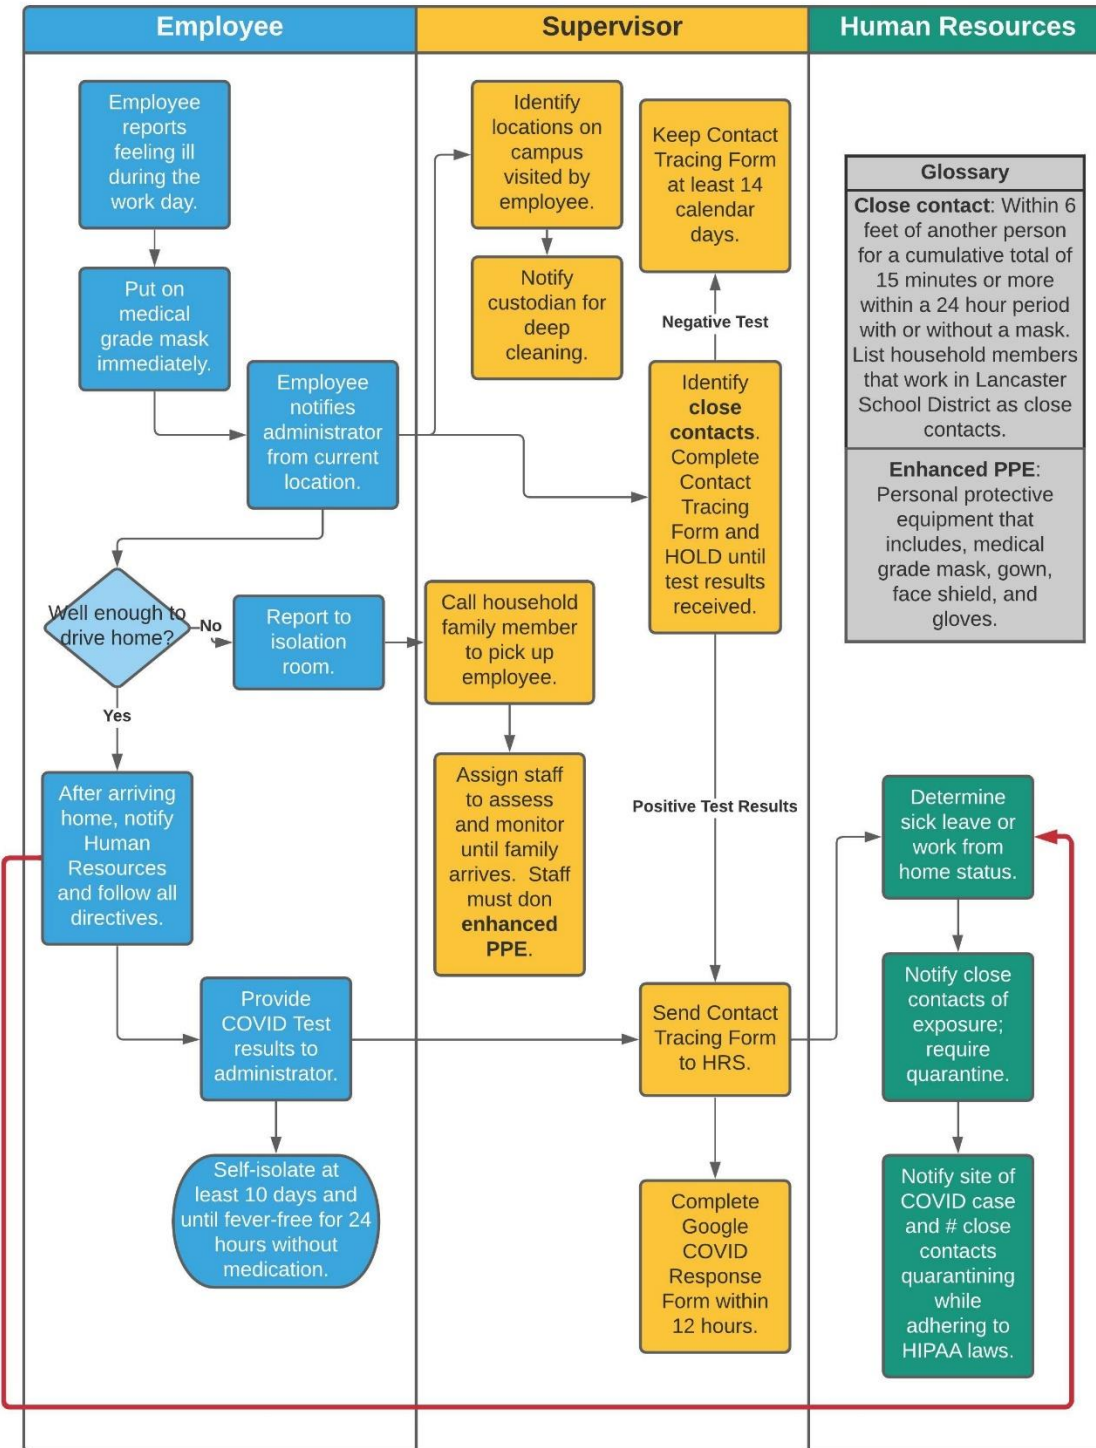 Employee
Supervisor
Human Resources
Employee
reports
feeling ill
during the
work day.
Put on
medical
grade mask
immediately.
Employee
notifies
administrator
from current
location.
Well enough to
drive home?
No
Report to
isolation
room.
Yes
After arriving
home, notify
Human
Resources
and follow all
directives.
Provide
COVID Test
results to
administrator.
Self-isolate at
least 10 days and
until fever-free for 24
hours without
medication.
Identify
locations on
campus
visited by
employee.
Notify
custodian for
deep
cleaning.
Keep Contact
Tracing Form
at least 14
calendar
days.
Negative Test
Identify
close
contacts.
Complete
Contact
Tracing
Form and
HOLD until
test results
received.
Call household
family member
to pick up
employee.
Assign staff
to assess
and monitor
until family
arrives. Staff
must don
enhanced
PPE.
Positive Test Results
Send Contact
Tracing Form
to HRS.
Complete
Google
COVID
Response
Form within
12 hours.
Glossary
Close contact: Within 6
feet of another person
for a cumulative total of
15 minutes or more
within a 24 hour period
with or without a mask.
List household members
that work in Lancaster
School District as close
contacts.
Enhanced PPE:
Personal protective
equipment that
includes, medical
grade mask, gown,
face shield, and
gloves.
Determine
sick leave or
work from
home status.
Notify close
contacts of
exposure;
require
quarantine.
Notify site of
COVID case
and # close
contacts
quarantining
while
adhering to
HIPAA laws.